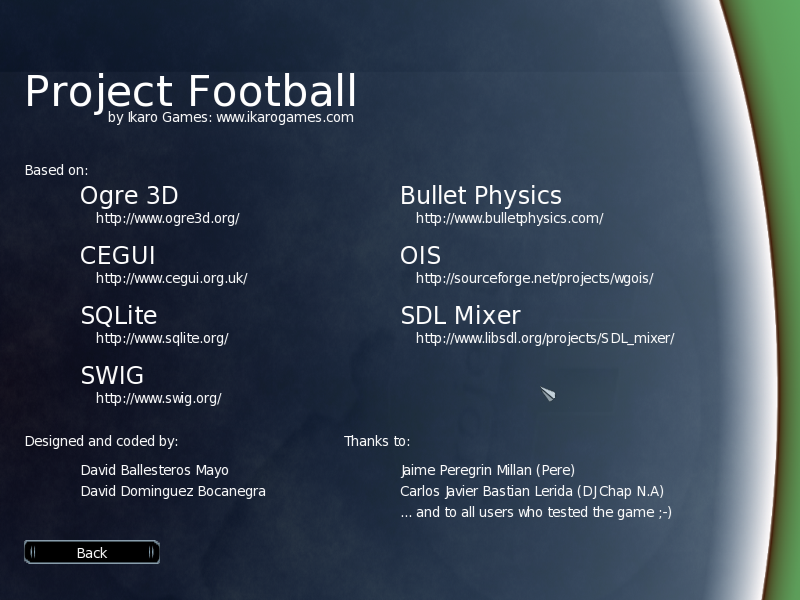 Project Football
by Ikaro Games: www.ikarogames.com
Based on:
Ogre 3D
http://www.ogre3d.org/
Bullet Physics
http://www.bulletphysics.com/
CEGUI
http://www.cegui.org.uk/
OIS
http://sourceforge.net/projects/wgois/
SQLite
http://www.sqlite.org/
SDL Mixer
http://www.libsdl.org/projects/SDL_mixer/
SWIG
http://www.swig.org/
Designed and coded by:
David Ballesteros Mayo
David Dominguez Bocanegra
Thanks to:
Jaime Peregrin Millan (Pere)
Carlos Javier Bastian Lerida (DJChap N.A)
... and to all users who tested the game ;-)
Back